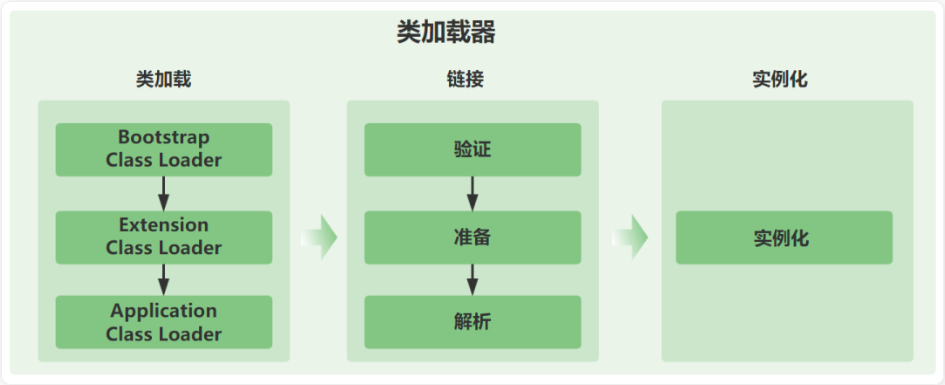 类加载器
类加载
Bootstrap
Class Loader
Extension
Class Loader
Application
Class Loader
链接
验证
准备
解析
实例化
实例化